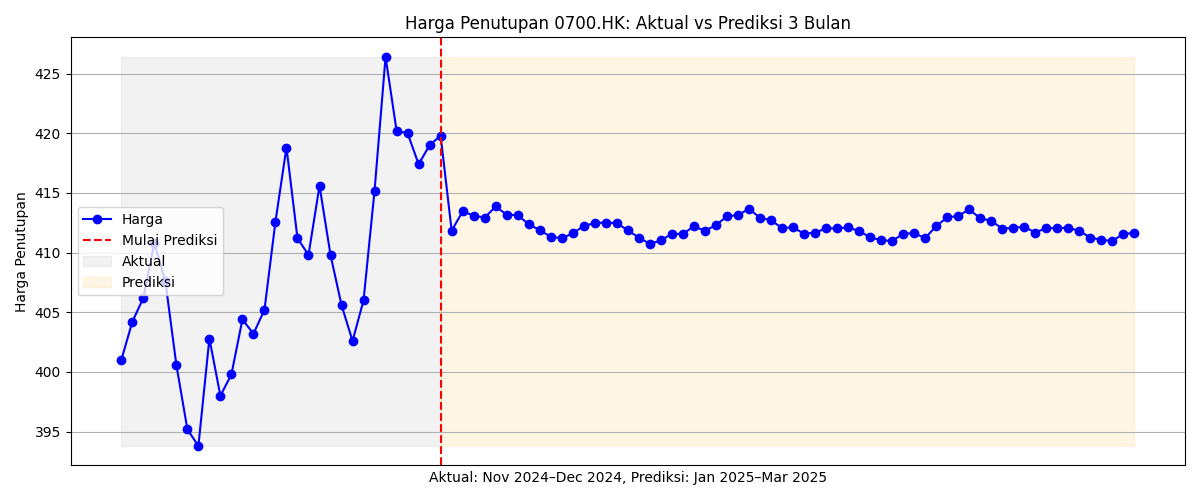 Harga Penutupan 0700.HK: Aktual vs Prediksi 3 Bulan
Harga Penutupan
425
420
415
410
405
400
395
Harga
Mulai Prediksi
Aktual
Prediksi
Aktual: Nov 2024–Dec 2024, Prediksi: Jan 2025–Mar 2025